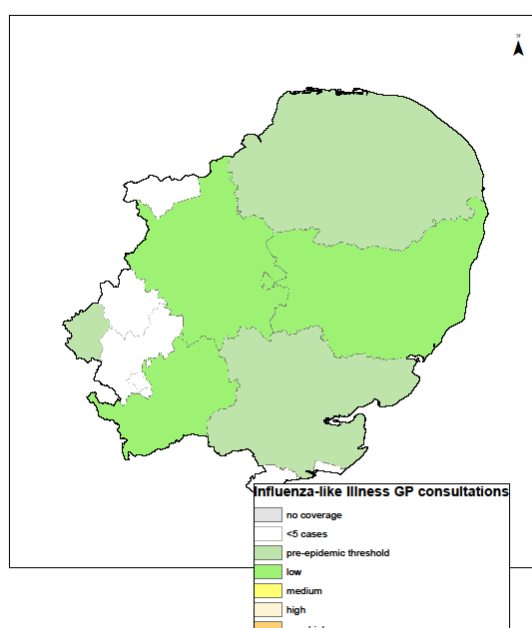 N
Influenza-like Illness GP consultations
no coverage
<5 cases
pre-epidemic threshold
low
medium
high